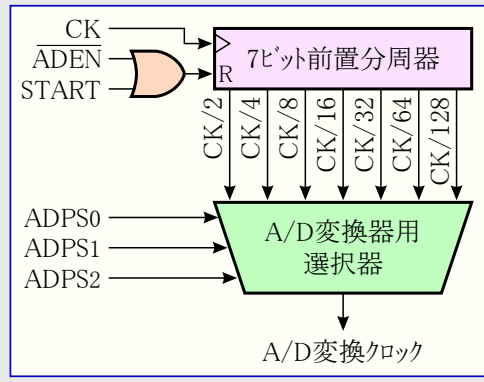 CK
ADEN
START
R
7ビット前置分周器
CK/2
CK/4
CK/8
CK/16
CK/32
CK/64
CK/128
ADPS0
ADPS1
ADPS2
A/D変換器用
選択器
A/D変換クロック